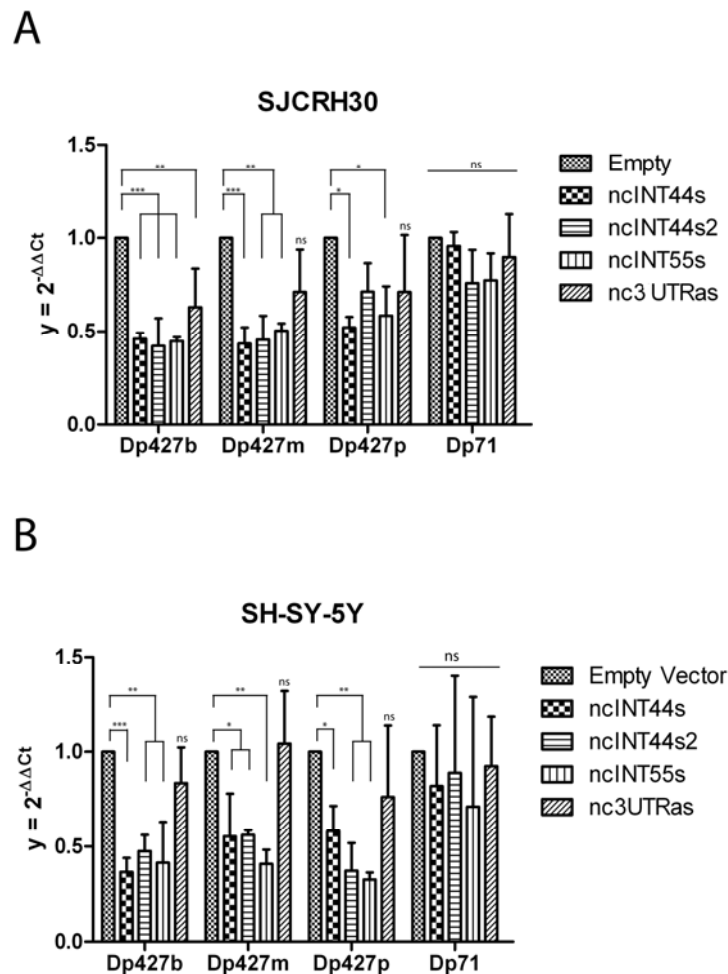 A
SJCRH30
y = 2-ΔΔCt
1.5
1.0
0.5
0.0
** ** * ns
*** *** * ns ns
Dp427b Dp427m Dp427p Dp71
Empty
ncINT44s
ncINT44s2
ncINT55s
nc3 UTRas
B
SH-SY-5Y
y = 2-ΔΔCt
1.5
1.0
0.5
0.0
** ** ns ** ns ns
*** ns * *
Dp427b Dp427m Dp427p Dp71
Empty Vector
ncINT44s
ncINT44s2
ncINT55s
nc3UTRas